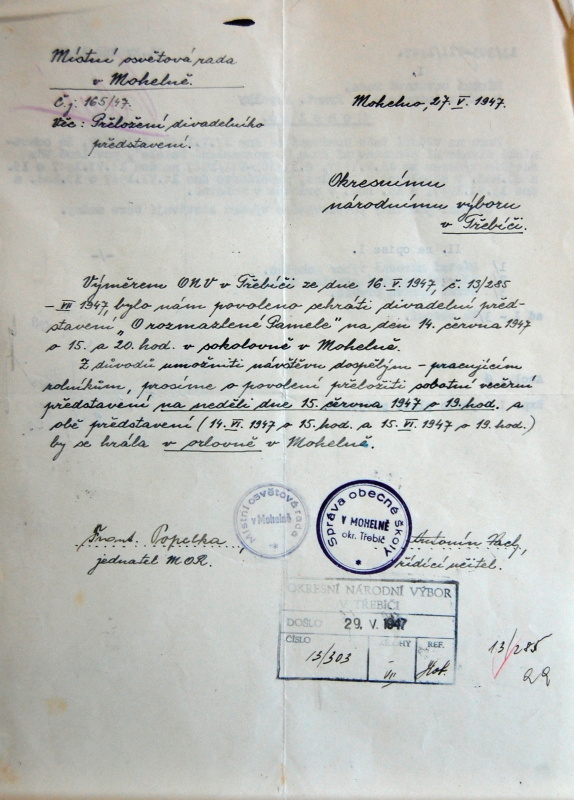 Místní osvětová rada
v Mohelně.
Č.j. 165/47.
Věc: Přeložení divadelního
představení.
Mohelno, 27. V. 1947.
Okresnímu
národnímu výboru
v Třebíči.
Výměrem ONV v Třebíči ze dne 16. V. 1947, č. 13/285
- VII 1947, bylo nám povoleno sehráti divadelní před-
stavení „O rozmazlené Pamele" na den 14. června 1947
o 15. a 20. hod. v sokolovně v Mohelně.
Z důvodů umožniti návštěvu dospělým - pracujícím
rolníkům, prosíme o povolení přeložiti sobotní večerní
představení na neděli dne 15. června 1947 o 19. hod. a
obě představení (14. VI. 1947 o 15. hod. a 15. VI. 1947 o 19. hod.)
by se hrála v orlovně v Mohelně.
Místní osvětová rada
v Mohelně
Správa obecné školy
V MOHELNĚ
okr. Třebíč
Frant. Popelka
jednatel MOR.
Antonín
řídící učitel.
OKRESNÍ NÁRODNÍ VÝBOR
V TŘEBÍČI
DOŠLO 29. V. 1947
ČÍSLO REF.
13/303 VII
13/285
22